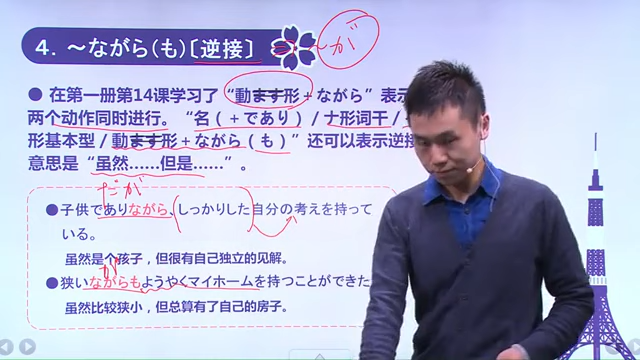 4. ～ながら(も)〔逆接〕
が
● 在第一册第14课学习了“動ます形＋ながら”表示
两个动作同时进行。“名(＋であり)/ナ形词干/
形基本型/動ます形＋ながら(も)”还可以表示逆接
意思是“虽然……但是……”。
だが
●子供でありながら、しっかりした自分の考えを持って
いる。
虽然是个孩子，但很有自己独立的见解。
が
●狭いながらもようやくマイホームを持つことができた
虽然比较狭小，但总算有了自己的房子。